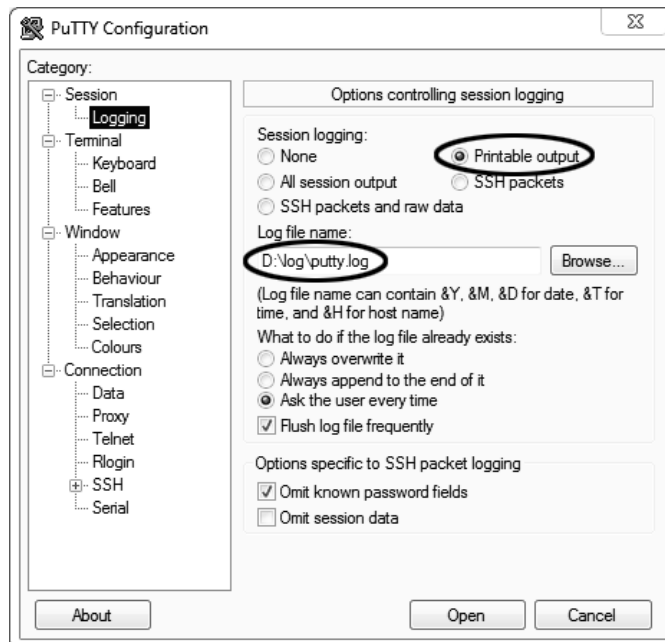 PuTTY Configuration
Category:
Session
Logging
Terminal
Keyboard
Bell
Features
Window
Appearance
Behaviour
Translation
Selection
Colours
Connection
Data
Proxy
Telnet
Rlogin
SSH
Serial
Options controlling session logging
Session logging:
None
Printable output
All session output
SSH packets
SSH packets and raw data
Log file name:
D:\log\putty.log
Browse...
(Log file name can contain &Y, &M, &D for date, &T for
time, and &H for host name)
What to do if the log file already exists:
Always overwrite it
Always append to the end of it
Ask the user every time
Flush log file frequently
Options specific to SSH packet logging
Omit known password fields
Omit session data
About
Open
Cancel